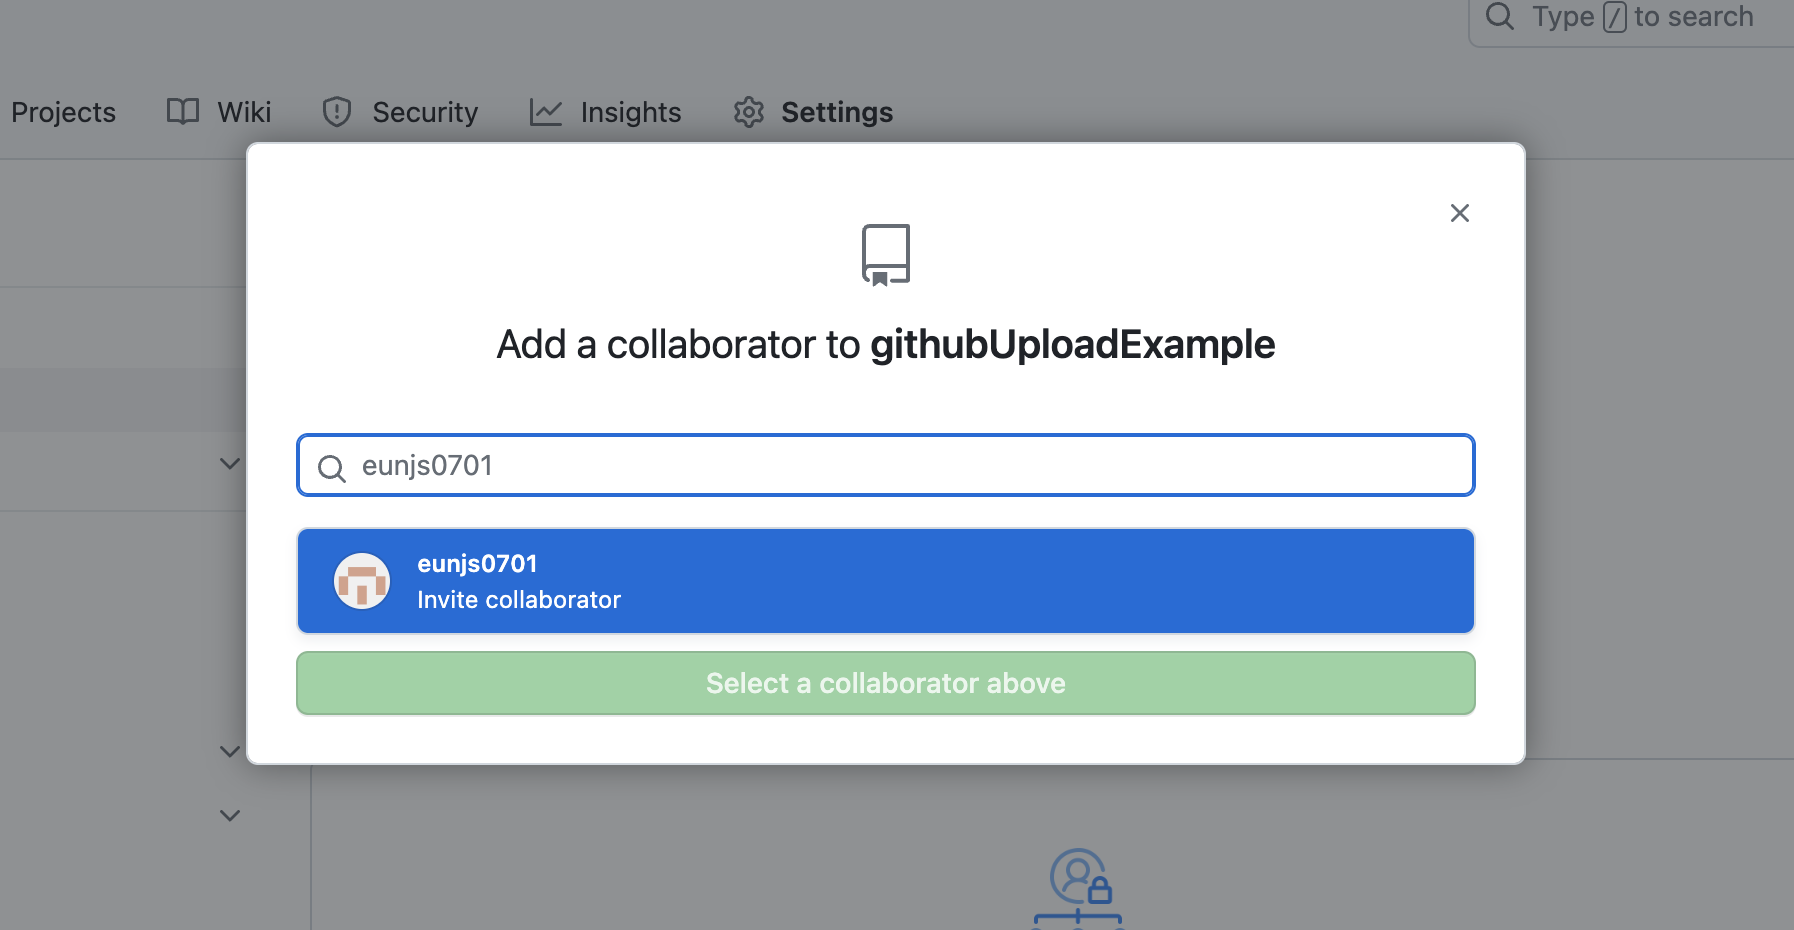 Type / to search
Projects Wiki Security Insights Settings
Add a collaborator to githubUploadExample
eunjs0701
eunjs0701
Invite collaborator
Select a collaborator above